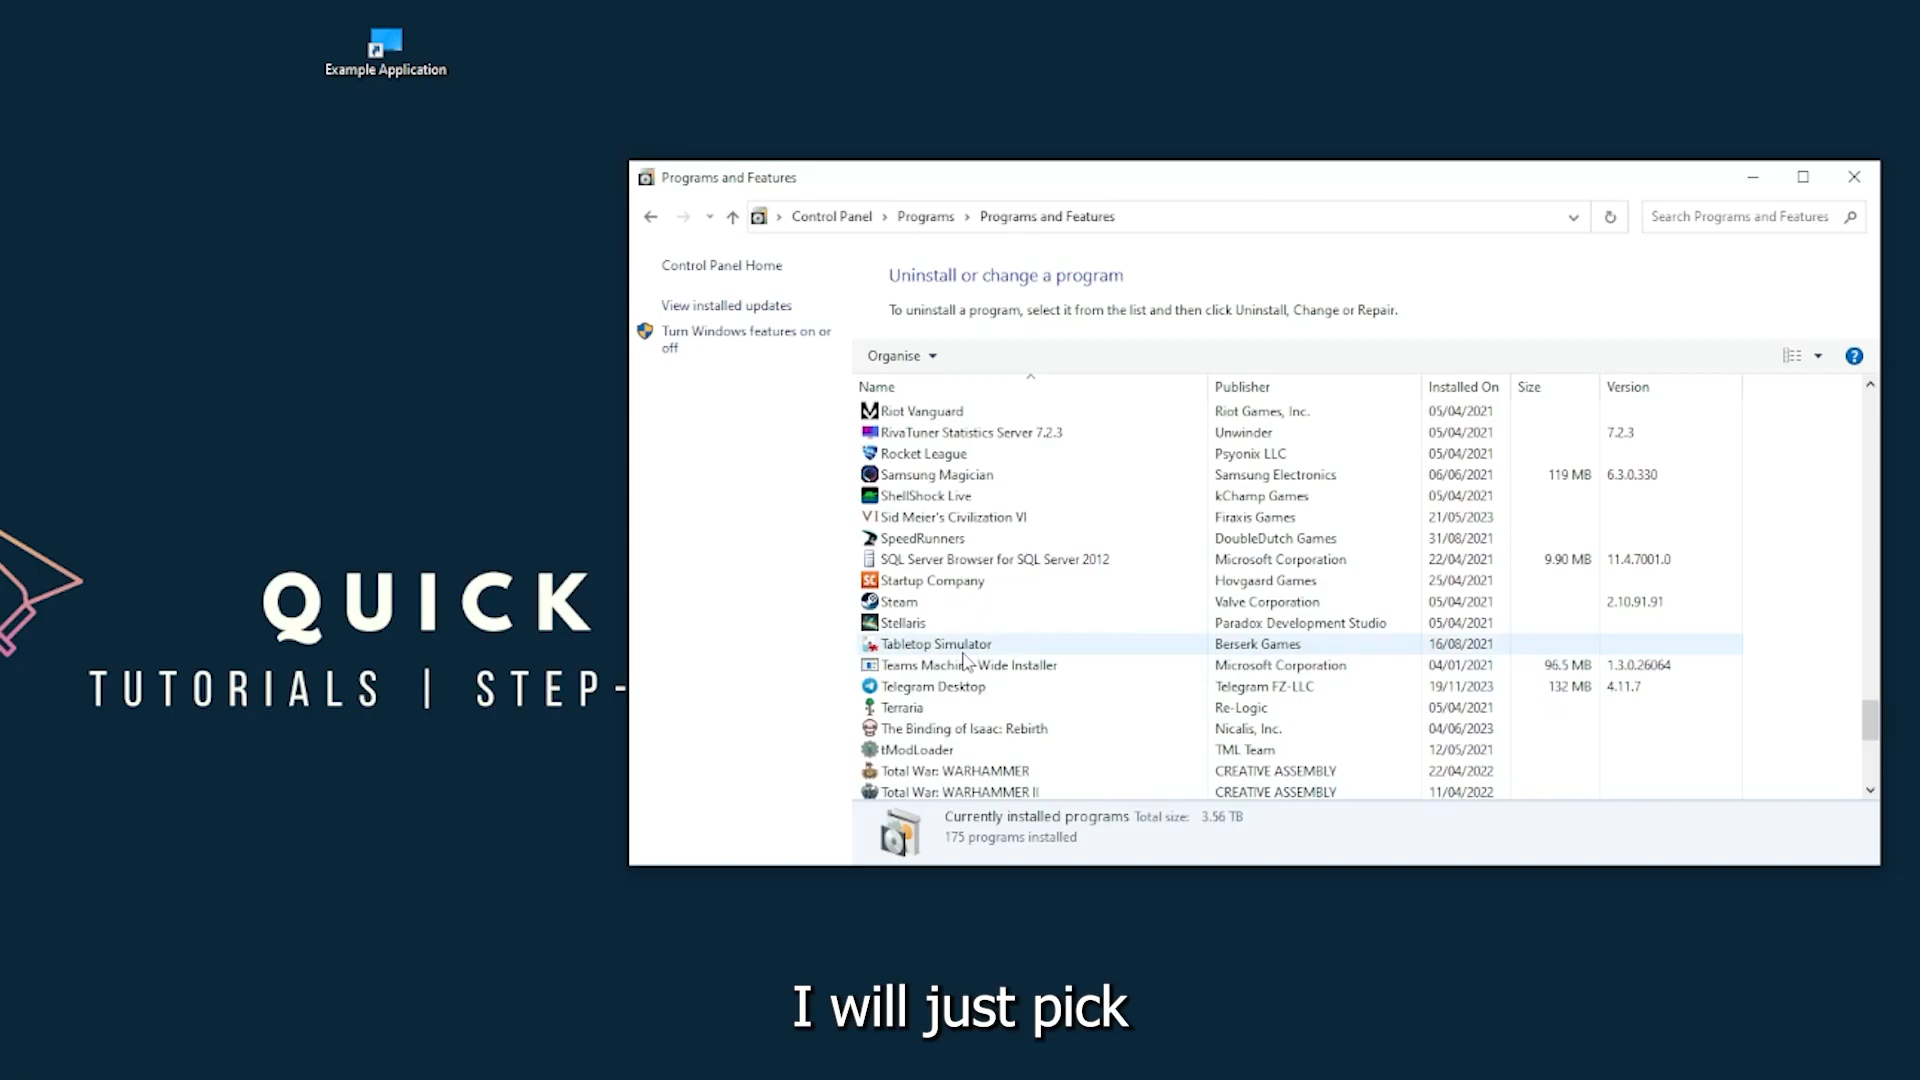 Example Application
QUICK
TUTORIALS | STEP-
Programs and Features
Control Panel > Programs > Programs and Features
Search Programs and Features
Control Panel Home
View installed updates
Turn Windows features on or
off
Uninstall or change a program
To uninstall a program, select it from the list and then click Uninstall, Change or Repair.
Organise
Name Publisher Installed On Size Version
Riot Vanguard Riot Games, Inc. 05/04/2021
RivaTuner Statistics Server 7.2.3 Unwinder 05/04/2021 7.2.3
Rocket League Psyonix LLC 05/04/2021
Samsung Magician Samsung Electronics 06/06/2021 119 MB 6.3.0.330
ShellShock Live kChamp Games 05/04/2021
VI Sid Meier's Civilization VI Firaxis Games 21/05/2023
SpeedRunners DoubleDutch Games 31/08/2021
SQL Server Browser for SQL Server 2012 Microsoft Corporation 22/04/2021 9.90 MB 11.4.7001.0
SC Startup Company Hovgaard Games 25/04/2021
Steam Valve Corporation 05/04/2021 2.10.91.91
Stellaris Paradox Development Studio 05/04/2021
Tabletop Simulator Berserk Games 16/08/2021
Teams Machine-Wide Installer Microsoft Corporation 04/01/2021 96.5 MB 1.3.0.26064
Telegram Desktop Telegram FZ-LLC 19/11/2023 132 MB 4.11.7
Terraria Re-Logic 05/04/2021
The Binding of Isaac: Rebirth Nicalis, Inc. 04/06/2023
tModLoader TML Team 12/05/2021
Total War: WARHAMMER CREATIVE ASSEMBLY 22/04/2022
Total War: WARHAMMER II CREATIVE ASSEMBLY 11/04/2022
Currently installed programs Total size: 3.56 TB
175 programs installed
I will just pick